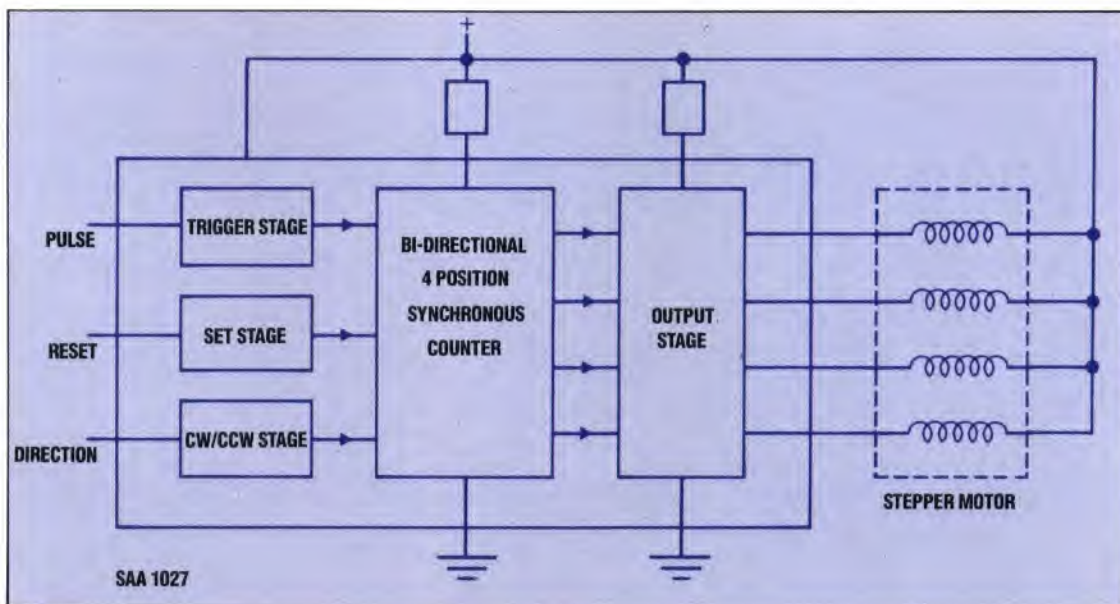 +
PULSE
TRIGGER STAGE
RESET
SET STAGE
DIRECTION
CW/CCW STAGE
BI-DIRECTIONAL
4 POSITION
SYNCHRONOUS
COUNTER
OUTPUT
STAGE
STEPPER MOTOR
SAA 1027